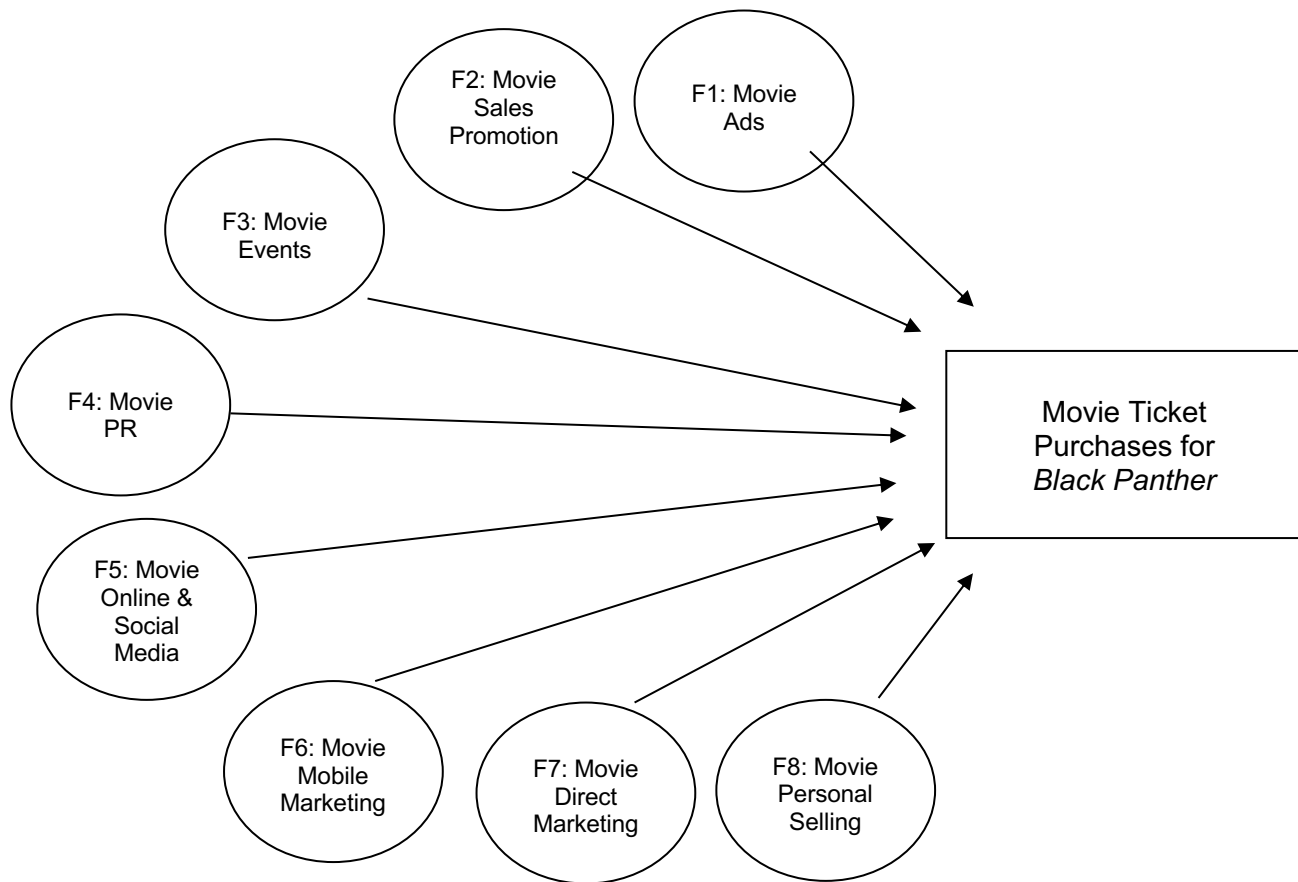 F1: Movie
Ads
F2: Movie
Sales
Promotion
F3: Movie
Events
F4: Movie
PR
F5: Movie
Online &
Social
Media
F6: Movie
Mobile
Marketing
F7: Movie
Direct
Marketing
F8: Movie
Personal
Selling
Movie Ticket
Purchases for
Black Panther